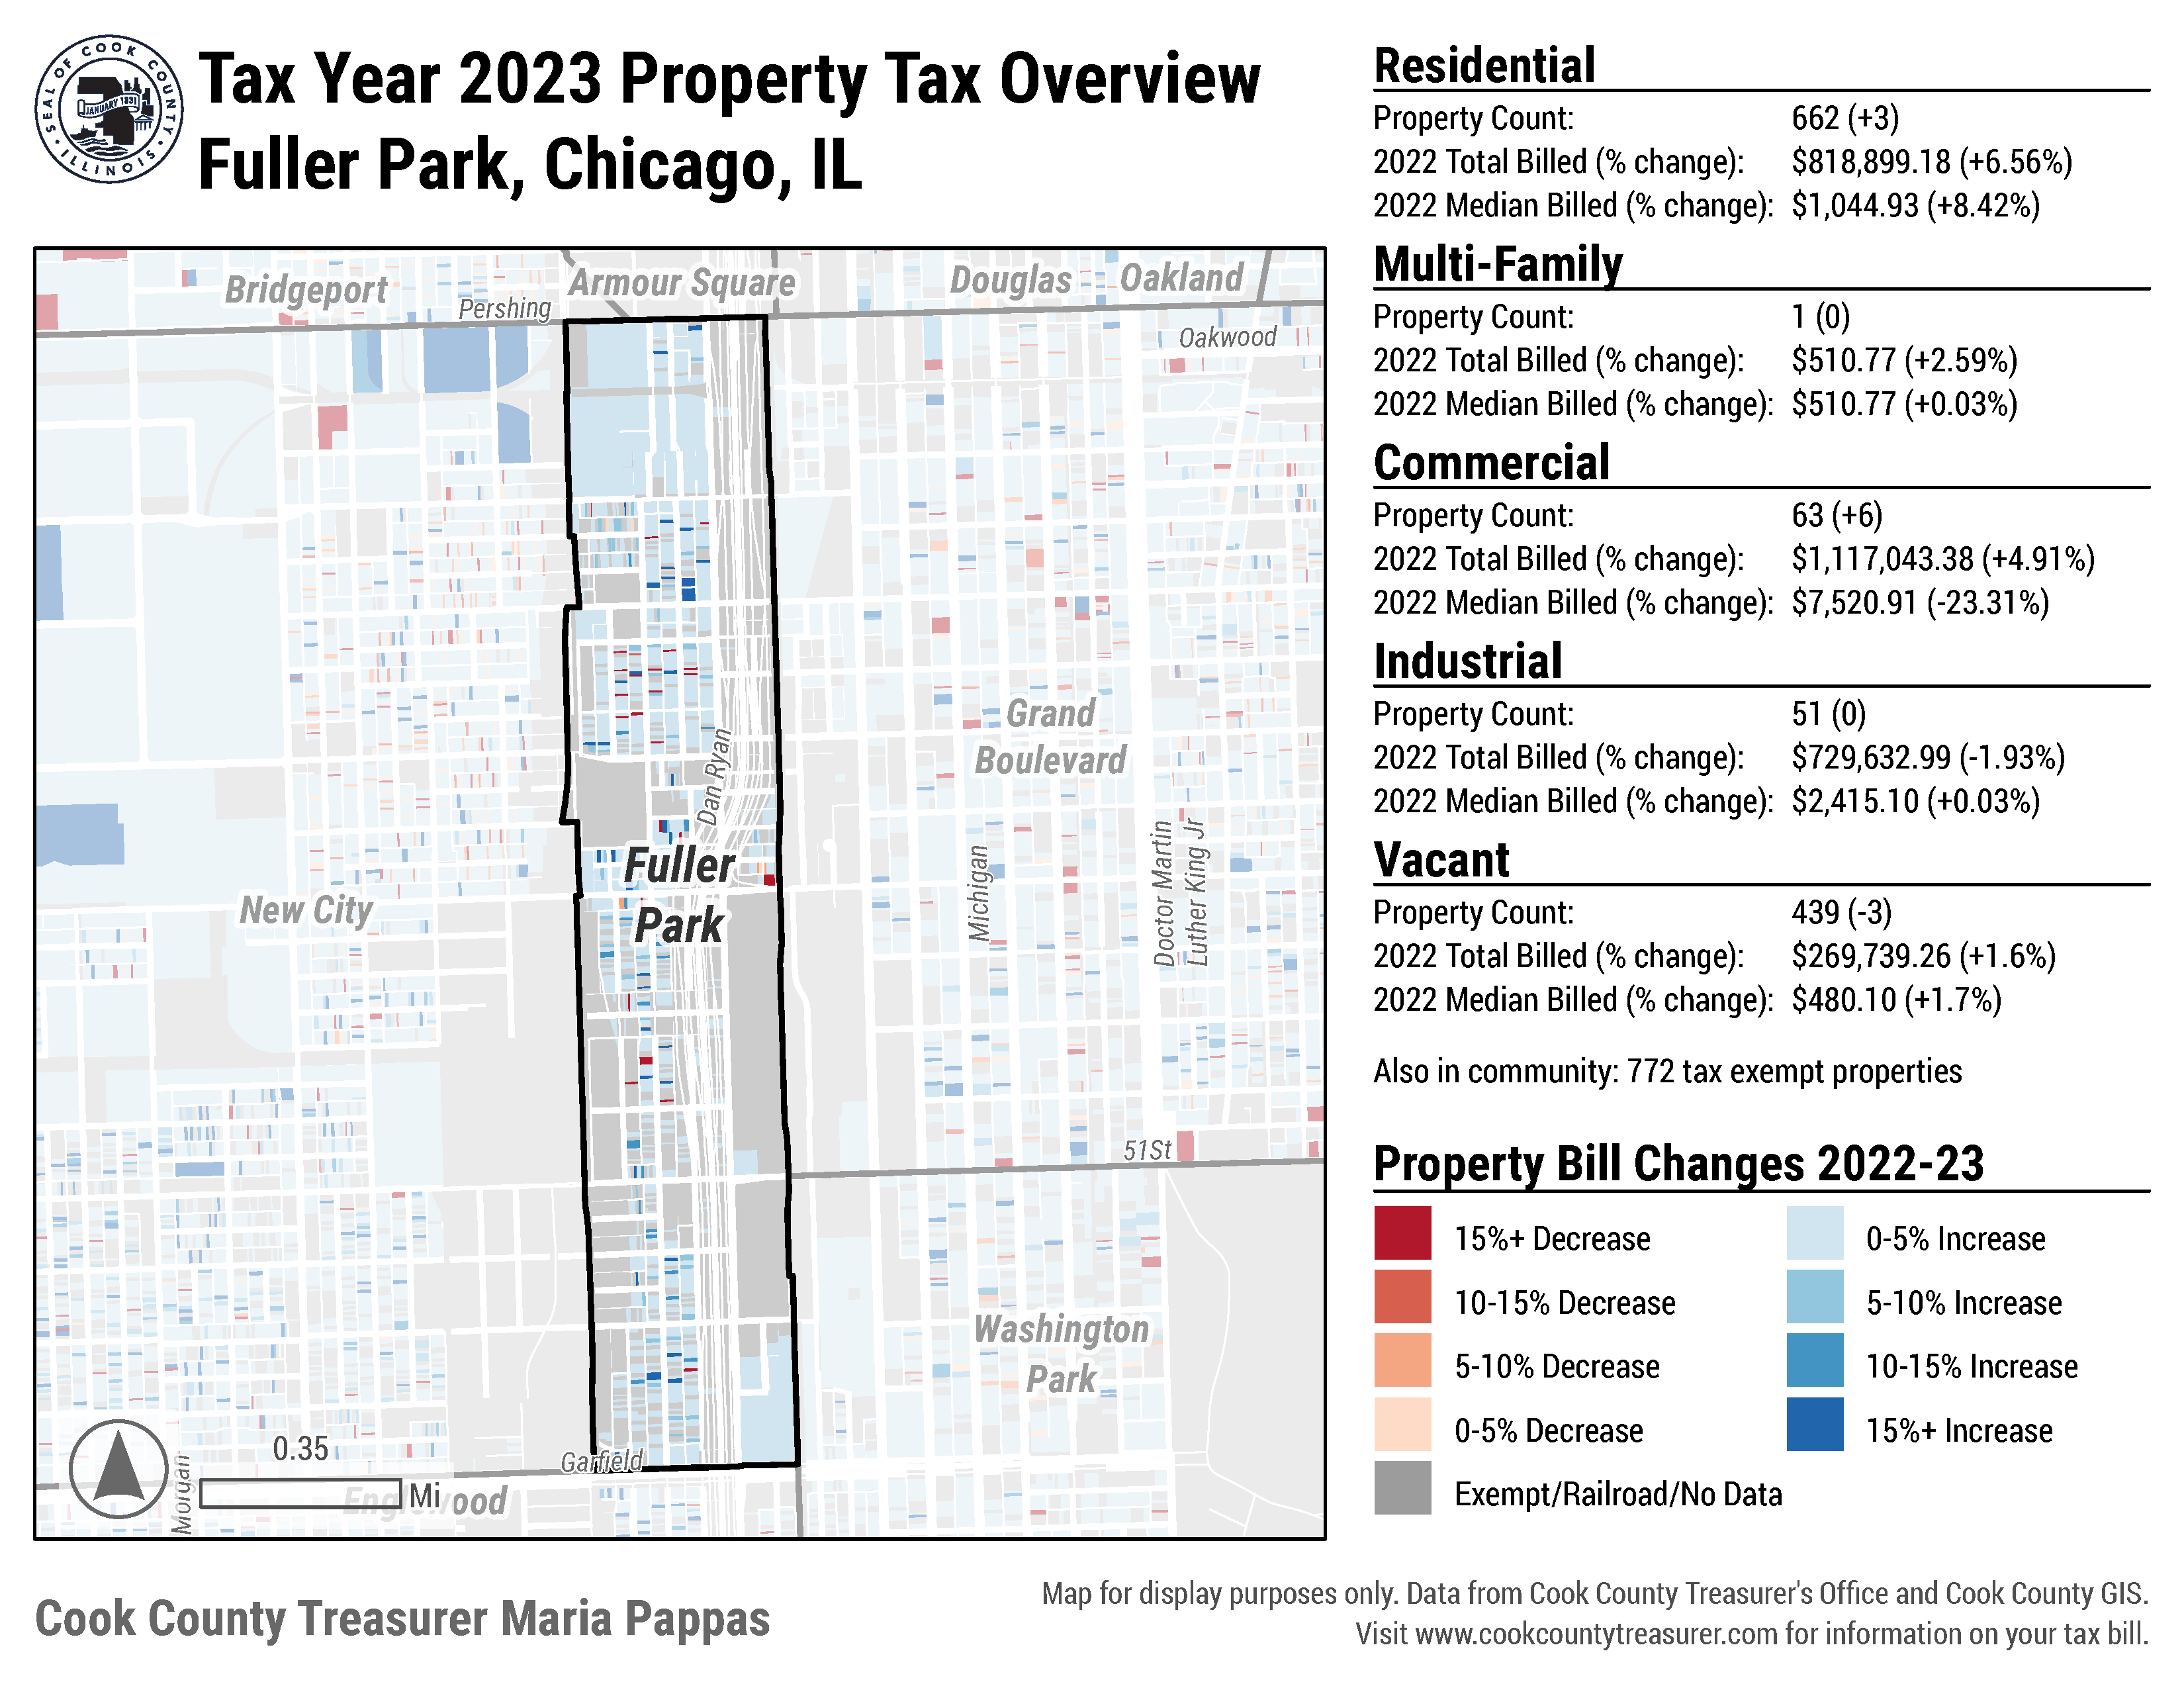 SEAL OF COOK COUNTY
JANUARY 1831
ILLINOIS
Tax Year 2023 Property Tax Overview
Fuller Park, Chicago, IL
Bridgeport
Pershing
Armour Square
Douglas
Oakland
Oakwood
Grand
Boulevard
Dan Ryan
Fuller
Park
New City
Michigan
Doctor Martin
Luther King Jr
51St
Washington
Park
Garfield
Morgan
0.35
Mi
Englewood
Residential
Property Count: 662 (+3)
2022 Total Billed (% change): $818,899.18 (+6.56%)
2022 Median Billed (% change): $1,044.93 (+8.42%)
Multi-Family
Property Count: 1 (0)
2022 Total Billed (% change): $510.77 (+2.59%)
2022 Median Billed (% change): $510.77 (+0.03%)
Commercial
Property Count: 63 (+6)
2022 Total Billed (% change): $1,117,043.38 (+4.91%)
2022 Median Billed (% change): $7,520.91 (-23.31%)
Industrial
Property Count: 51 (0)
2022 Total Billed (% change): $729,632.99 (-1.93%)
2022 Median Billed (% change): $2,415.10 (+0.03%)
Vacant
Property Count: 439 (-3)
2022 Total Billed (% change): $269,739.26 (+1.6%)
2022 Median Billed (% change): $480.10 (+1.7%)
Also in community: 772 tax exempt properties
Property Bill Changes 2022-23
15%+ Decrease
0-5% Increase
10-15% Decrease
5-10% Increase
5-10% Decrease
10-15% Increase
0-5% Decrease
15%+ Increase
Exempt/Railroad/No Data
Cook County Treasurer Maria Pappas
Map for display purposes only. Data from Cook County Treasurer's Office and Cook County GIS.
Visit www.cookcountytreasurer.com for information on your tax bill.